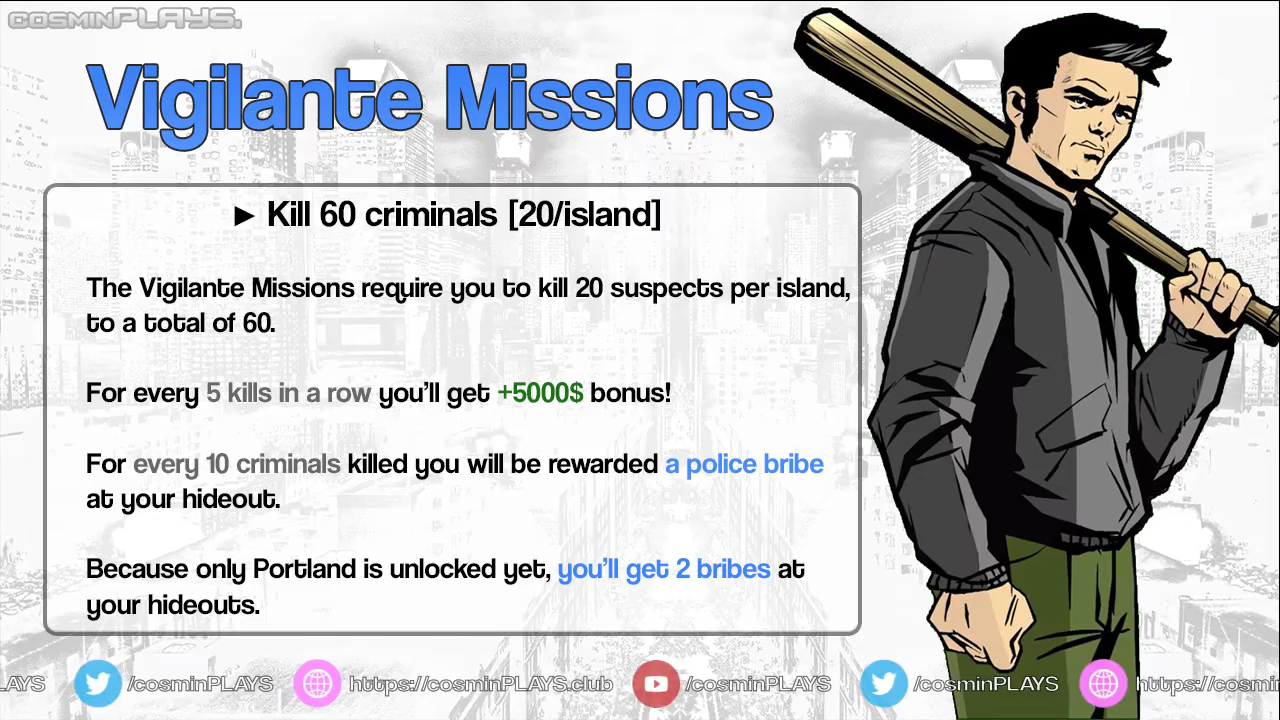 cosminPLAYS.
Vigilante Missions
► Kill 60 criminals [20/island]
The Vigilante Missions require you to kill 20 suspects per island,
to a total of 60.
For every 5 kills in a row you'll get +5000$ bonus!
For every 10 criminals killed you will be rewarded a police bribe
at your hideout.
Because only Portland is unlocked yet, you'll get 2 bribes at
your hideouts.
LAYS /cosminPLAYS https://cosminPLAYS.club /cosminPLAYS /cosminPLAYS https://cosmi